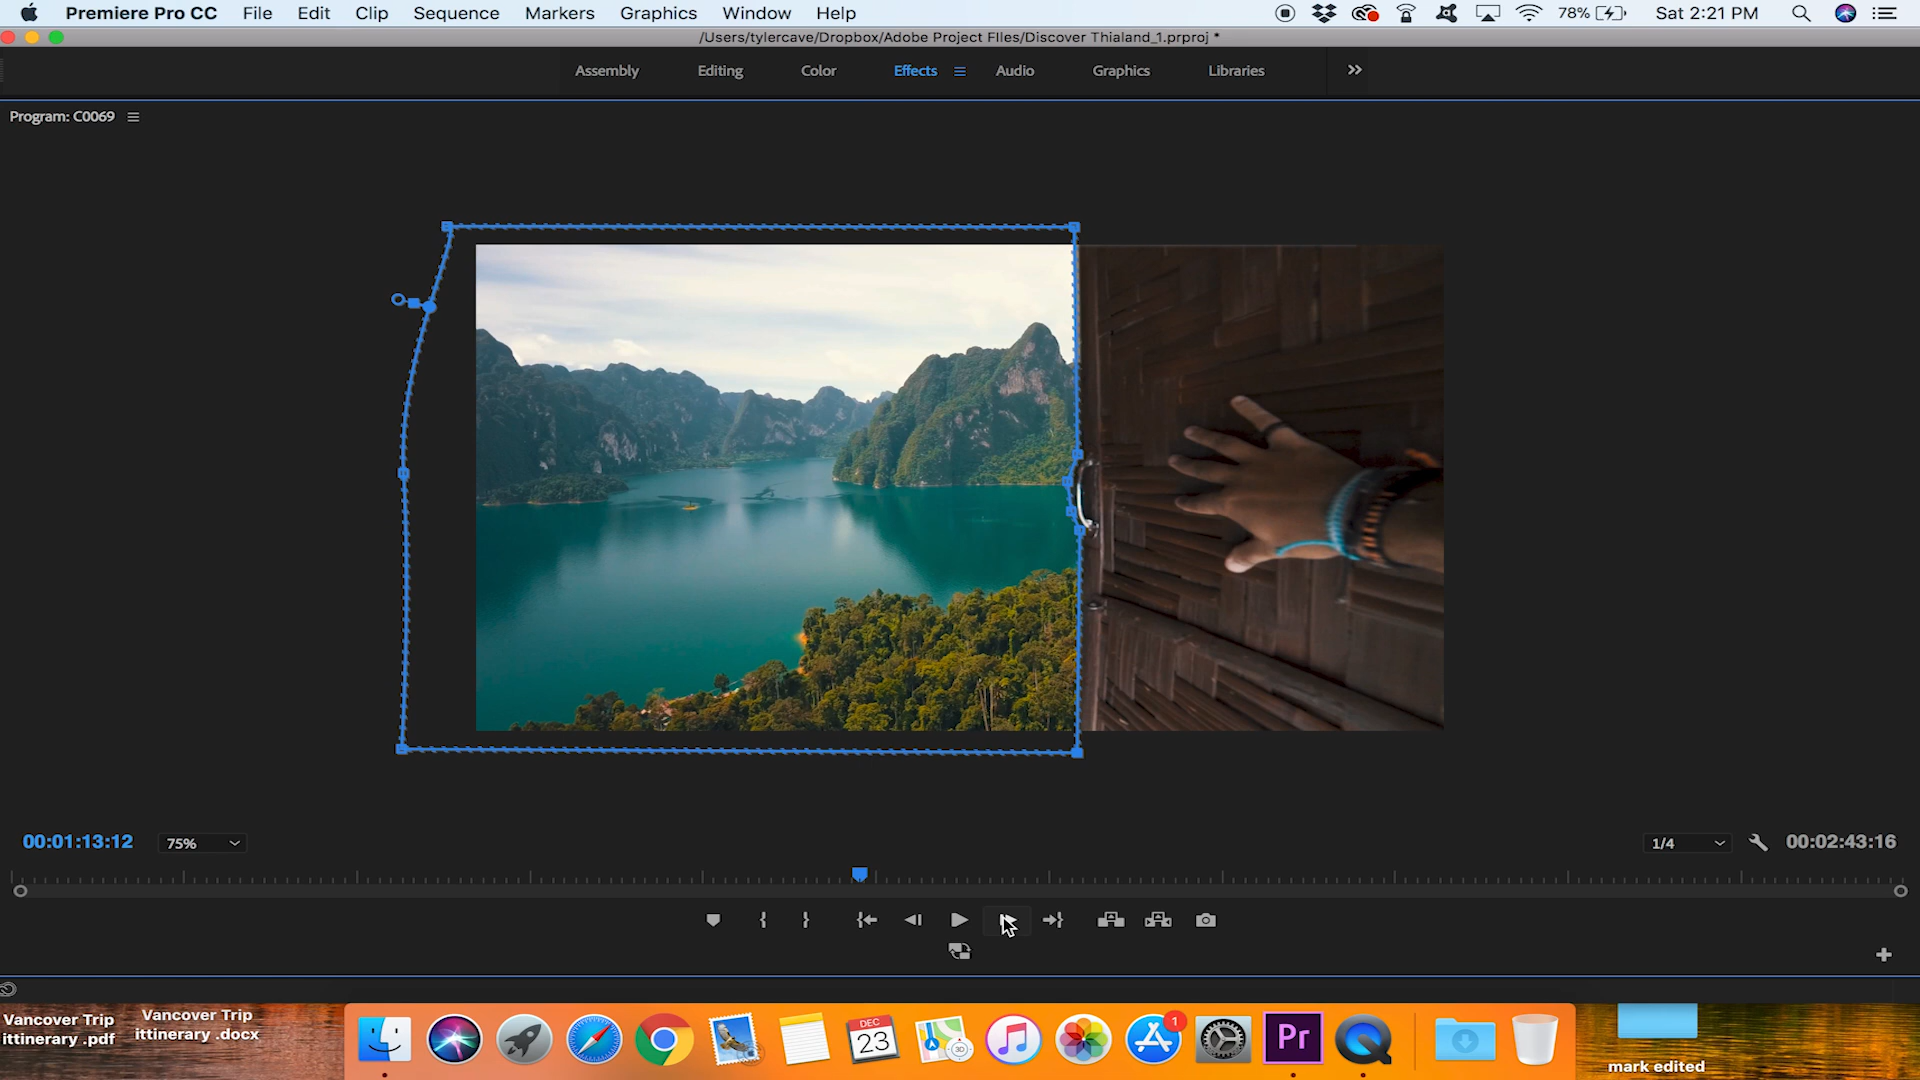 Premiere Pro CC File Edit Clip Sequence Markers Graphics Window Help 78% Sat 2:21 PM
/Users/tylercave/Dropbox/Adobe Project FIles/Discover Thialand_1.prproj *
Assembly Editing Color Effects Audio Graphics Libraries
Program: C0069
00:01:13:12 75% 1/4 00:02:43:16
Vancover Trip
ittinerary .pdf
Vancover Trip
ittinerary .docx
DEC
23
3D
1
Pr
mark edited